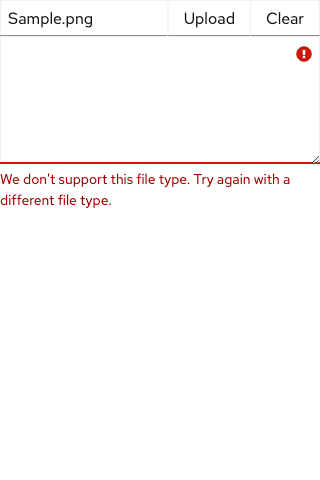 Sample.png Upload Clear
We don't support this file type. Try again with a
different file type.